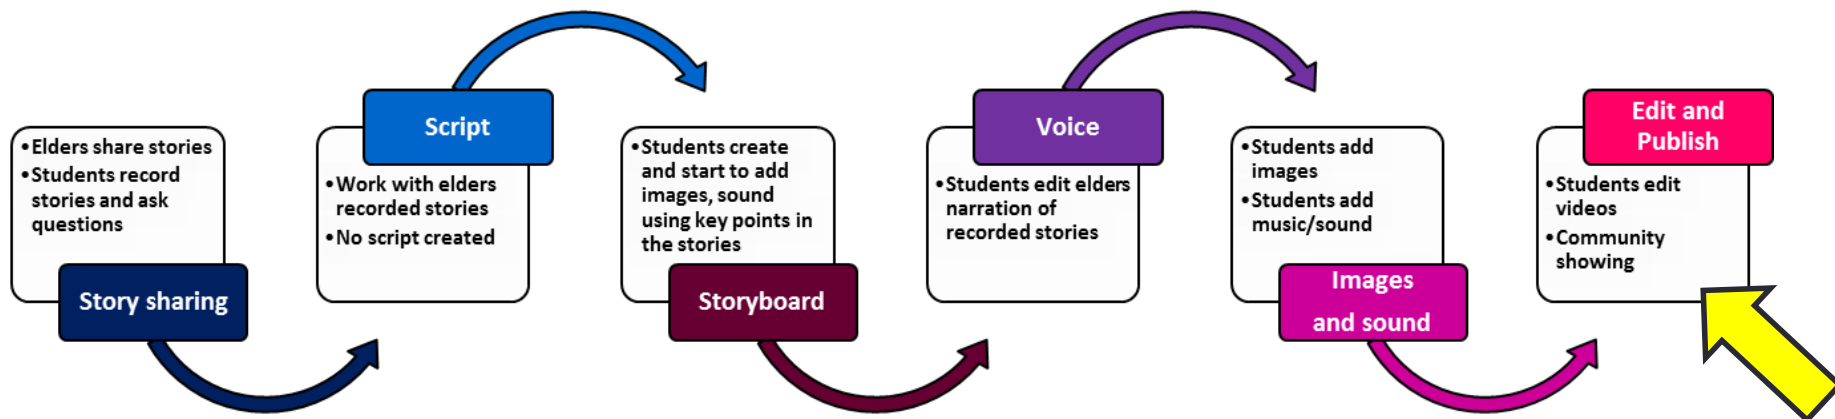 •Elders share stories
•Students record
stories and ask
questions
Story sharing
Script
•Work with elders
recorded stories
•No script created
•Students create
and start to add
images, sound
using key points in
the stories
Storyboard
Voice
•Students edit elders
narration of
recorded stories
•Students add
images
•Students add
music/sound
Images
and sound
Edit and
Publish
•Students edit
videos
•Community
showing